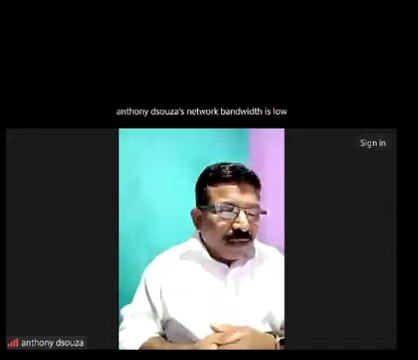 anthony dsouza's network bandwidth is low
Sign in
anthony dsouza